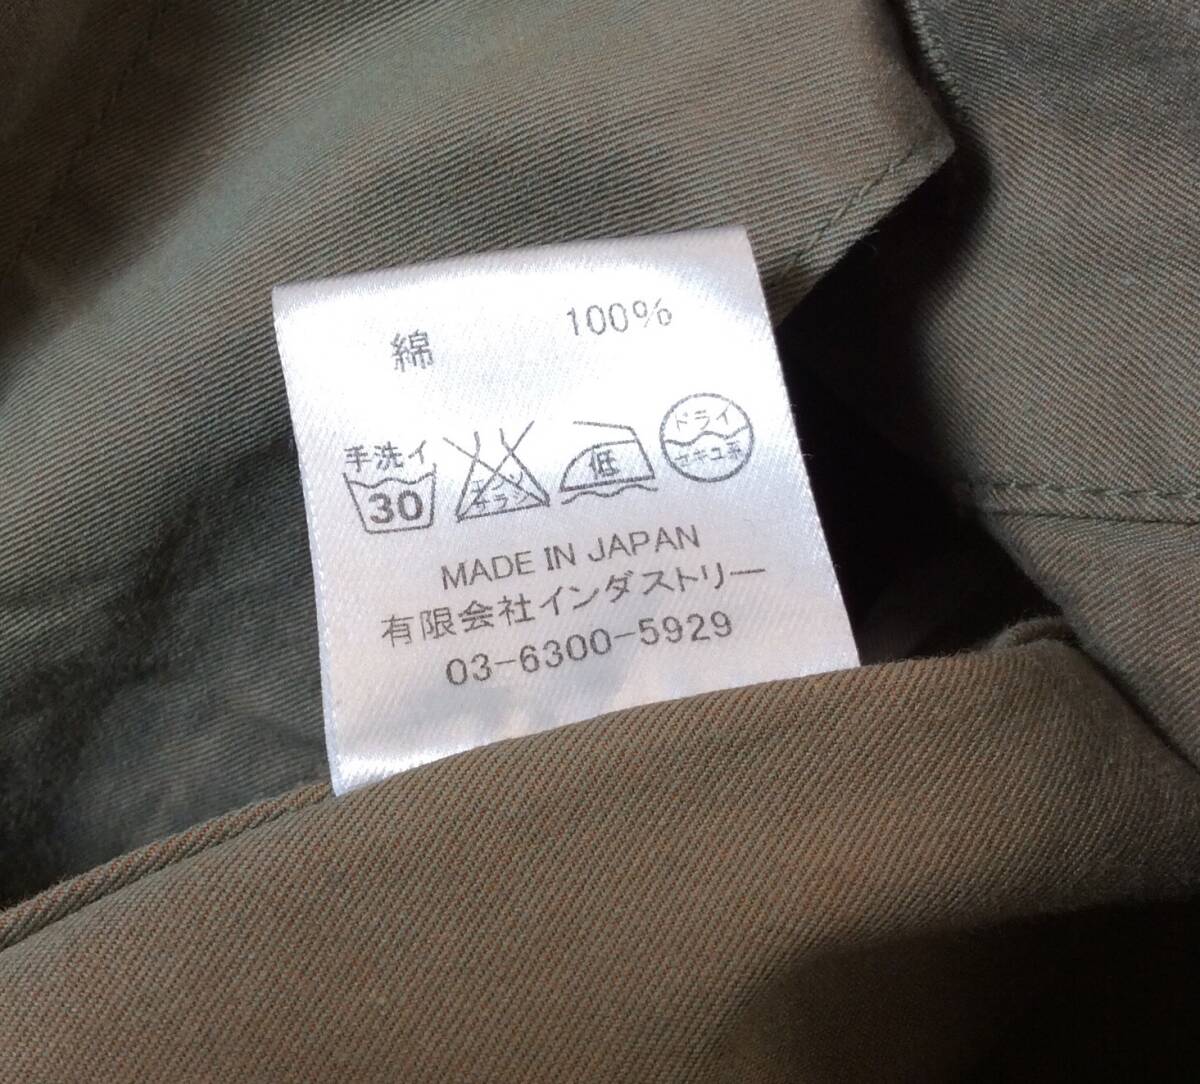 綿 100%
手洗イ
30
エンソ
サラシ
低
ドライ
セキユ系
MADE IN JAPAN
有限会社インダストリー
03-6300-5929